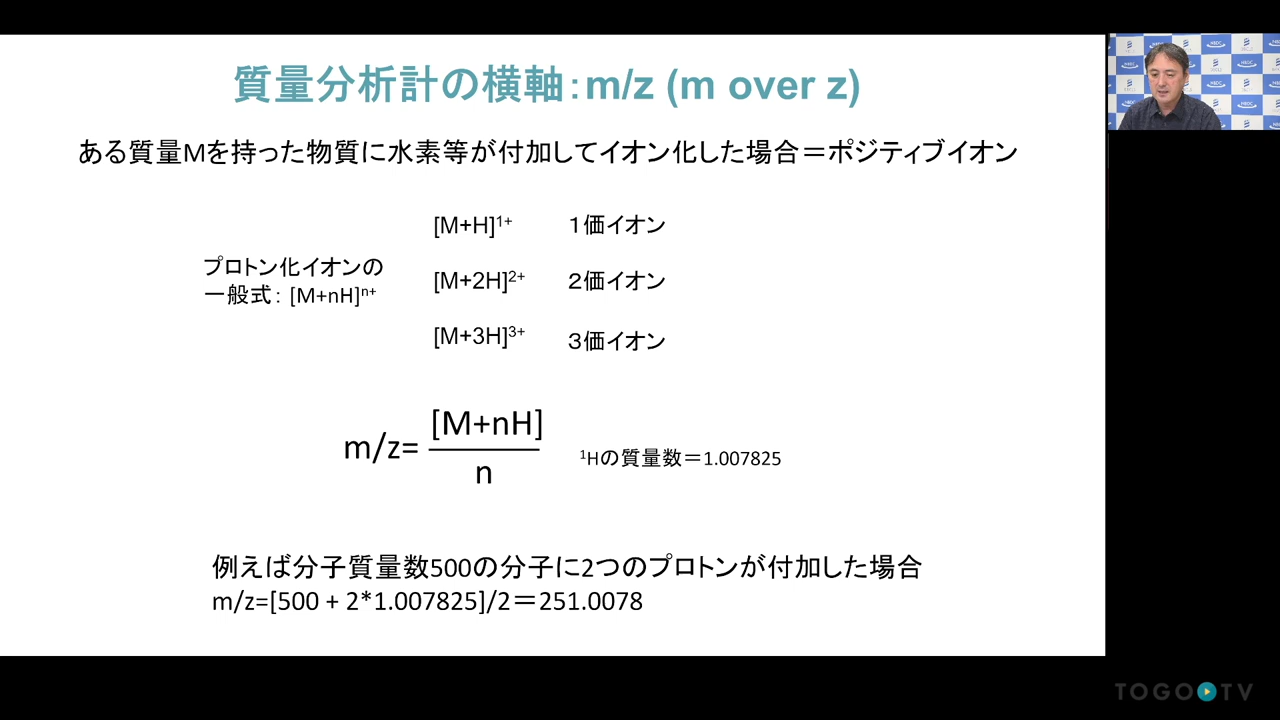 質量分析計の横軸：m/z (m over z)
ある質量Mを持った物質に水素等が付加してイオン化した場合＝ポジティブイオン
プロトン化イオンの
一般式： [M+nH]n+
[M+H]1+ １価イオン
[M+2H]2+ ２価イオン
[M+3H]3+ ３価イオン
m/z= [M+nH]
n
1Hの質量数＝1.007825
例えば分子質量数500の分子に2つのプロトンが付加した場合
m/z=[500 + 2*1.007825]/2＝251.0078
TOGO TV